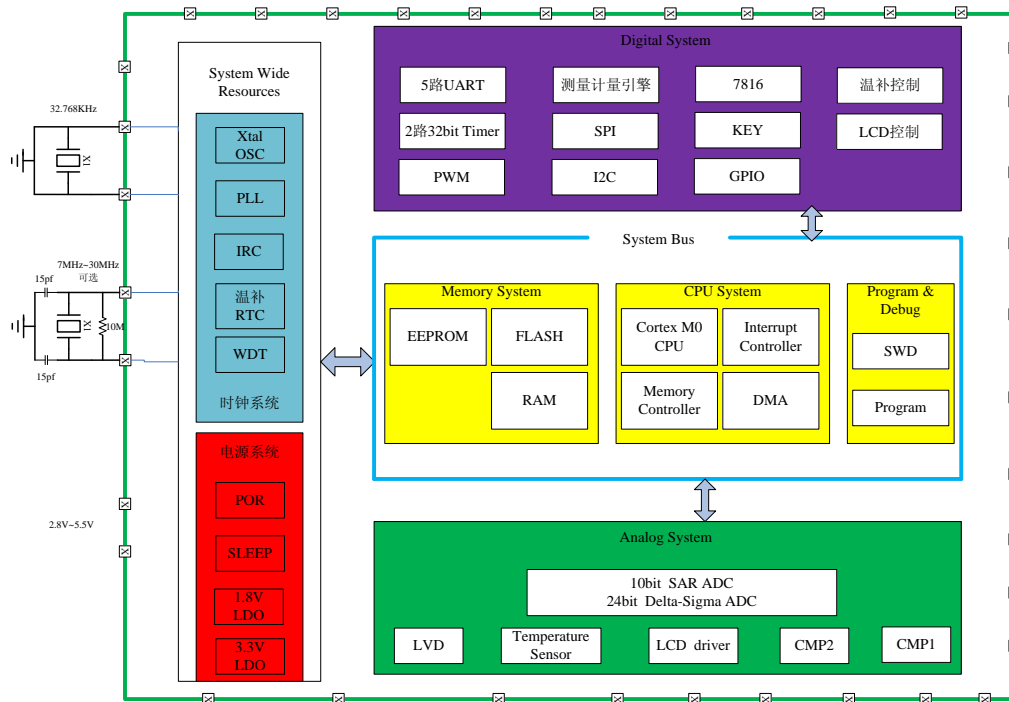 Digital System
5路UART
测量计量引擎
7816
温补控制
2路32bit Timer
SPI
KEY
LCD控制
PWM
I2C
GPIO
System Wide
Resources
32.768KHz
X1
Xtal
OSC
PLL
IRC
温补
RTC
WDT
时钟系统
7MHz~30MHz
可选
15pf
X1
10M
15pf
电源系统
POR
SLEEP
1.8V
LDO
3.3V
LDO
2.8V~5.5V
System Bus
Memory System
EEPROM
FLASH
RAM
CPU System
Cortex M0
CPU
Interrupt
Controller
Memory
Controller
DMA
Program &
Debug
SWD
Program
Analog System
10bit SAR ADC
24bit Delta-Sigma ADC
LVD
Temperature
Sensor
LCD driver
CMP2
CMP1